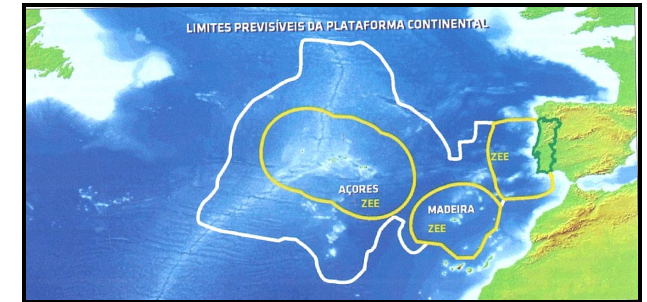 LIMITES PREVISÍVEIS DA PLATAFORMA CONTINENTAL
ZEE
AÇORES
ZEE
MADEIRA
ZEE